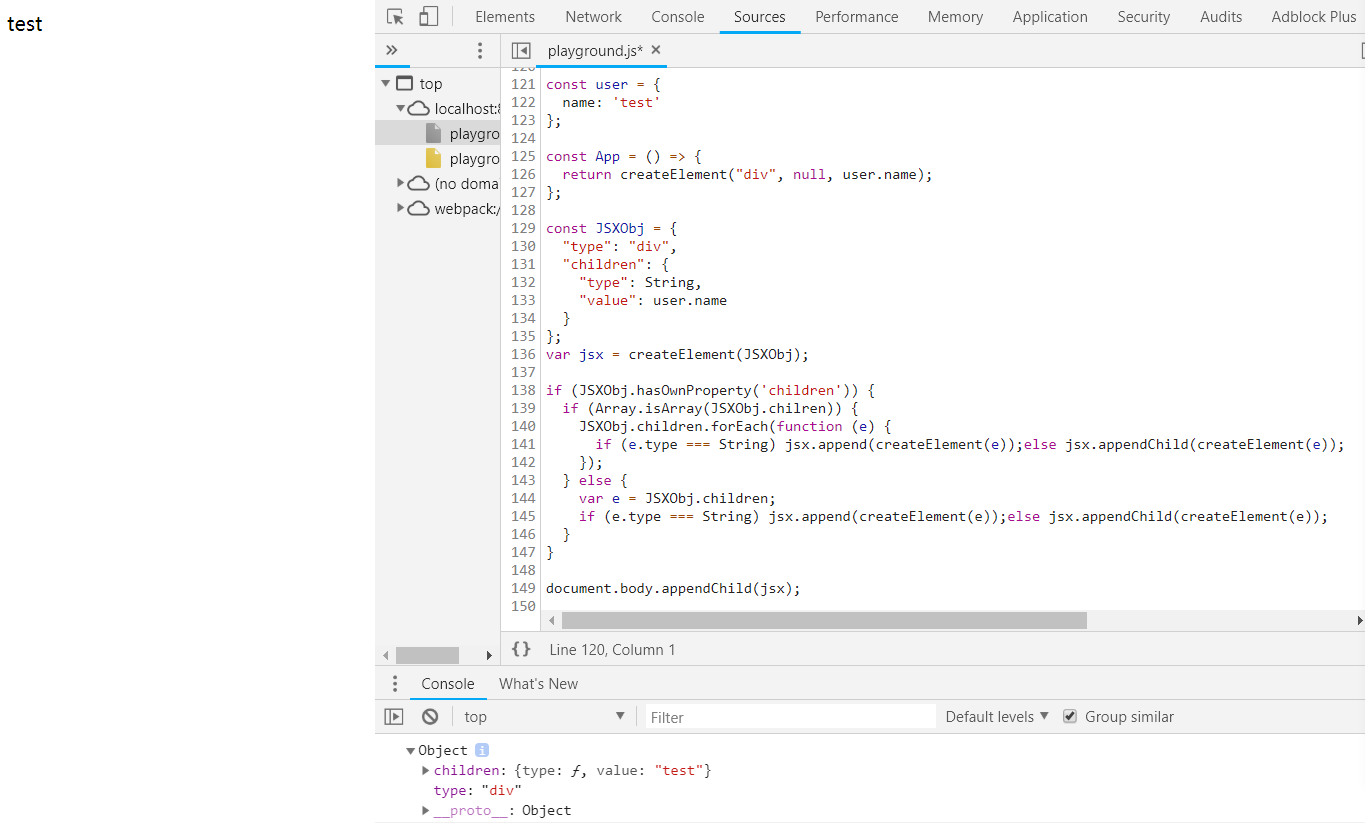 test
Elements Network Console Sources Performance Memory Application Security Audits Adblock Plus
playground.js* ×
top
localhost:8
playgro
playgro
(no doma
webpack:/
121 const user = {
122   name: 'test'
123 };
124
125 const App = () => {
126   return createElement("div", null, user.name);
127 };
128
129 const JSXObj = {
130   "type": "div",
131   "children": {
132     "type": String,
133     "value": user.name
134   }
135 };
136 var jsx = createElement(JSXObj);
137
138 if (JSXObj.hasOwnProperty('children')) {
139   if (Array.isArray(JSXObj.chilren)) {
140     JSXObj.children.forEach(function (e) {
141       if (e.type === String) jsx.append(createElement(e));else jsx.appendChild(createElement(e));
142     });
143   } else {
144     var e = JSXObj.children;
145     if (e.type === String) jsx.append(createElement(e));else jsx.appendChild(createElement(e));
146   }
147 }
148
149 document.body.appendChild(jsx);
150
{} Line 120, Column 1
Console What's New
top Filter Default levels ▼ Group similar
Object i
children: {type: ƒ, value: "test"}
type: "div"
__proto__: Object